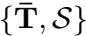 {T̄, 𝒮}